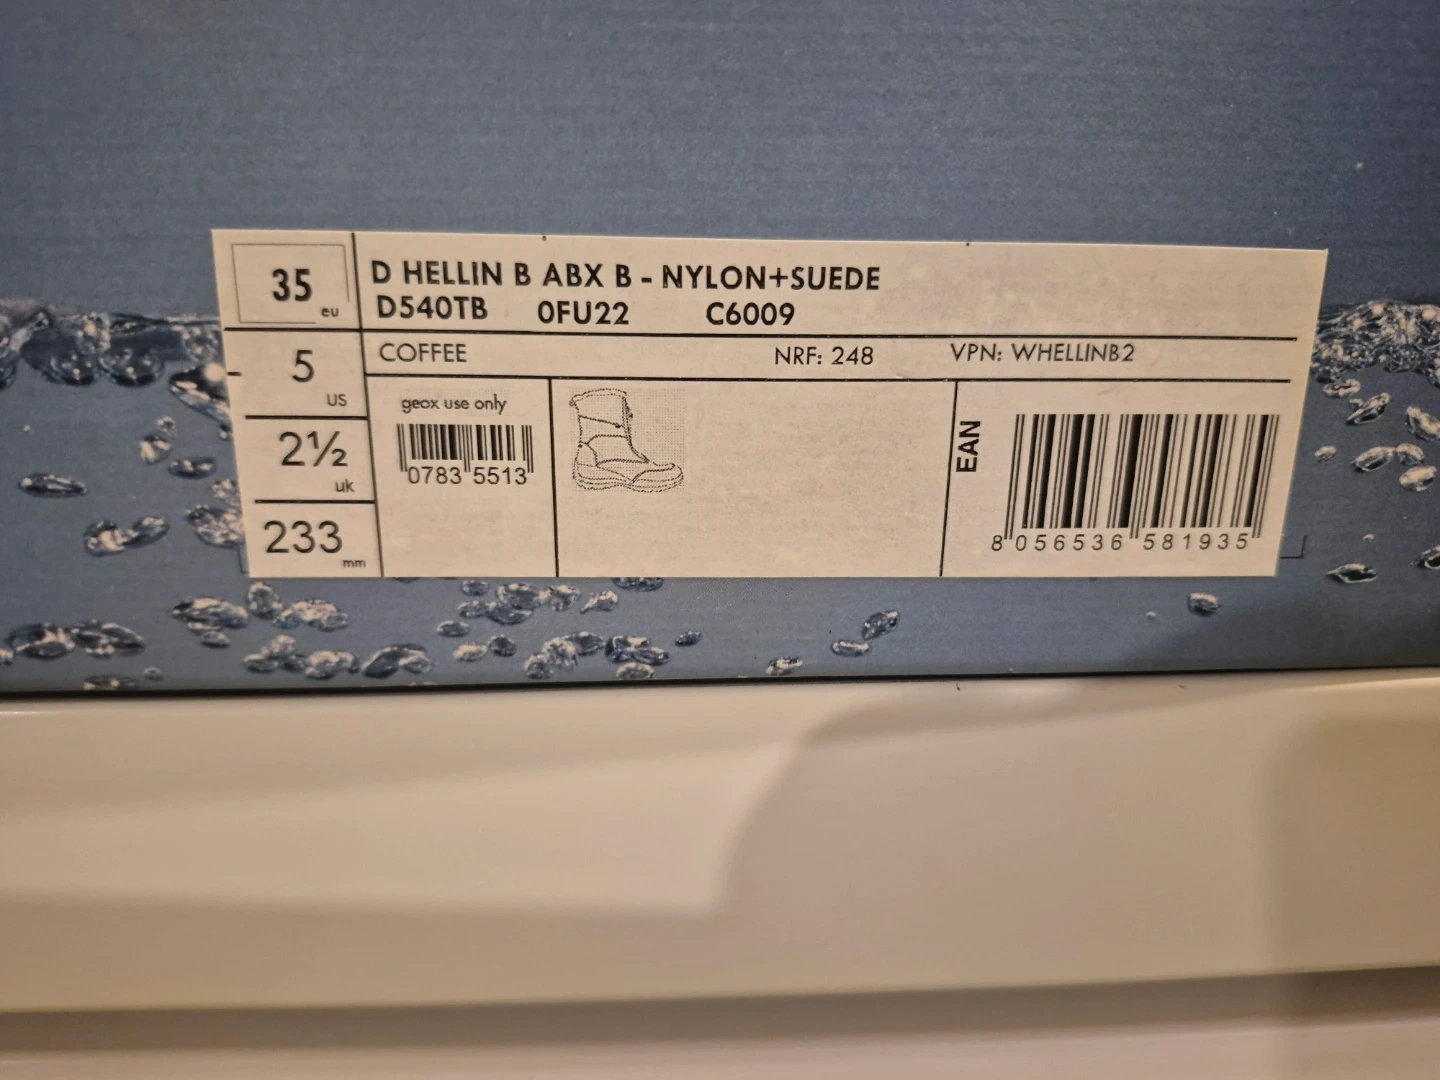 35 eu
D HELLIN B ABX B - NYLON+SUEDE
D540TB 0FU22 C6009
5 US
COFFEE NRF: 248 VPN: WHELLINB2
2½ uk
geox use only
0783 5513
EAN
8 056536 581935
233 mm